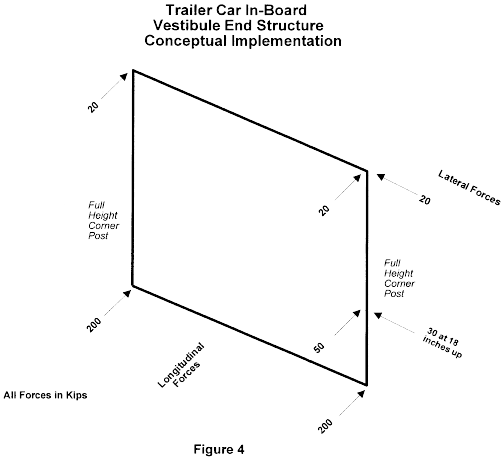 Trailer Car In-Board
Vestibule End Structure
Conceptual Implementation
20
20
Lateral Forces
20
Full
Height
Corner
Post
Full
Height
Corner
Post
200
50
30 at 18
inches up
Longitudinal
Forces
All Forces in Kips
200
Figure 4